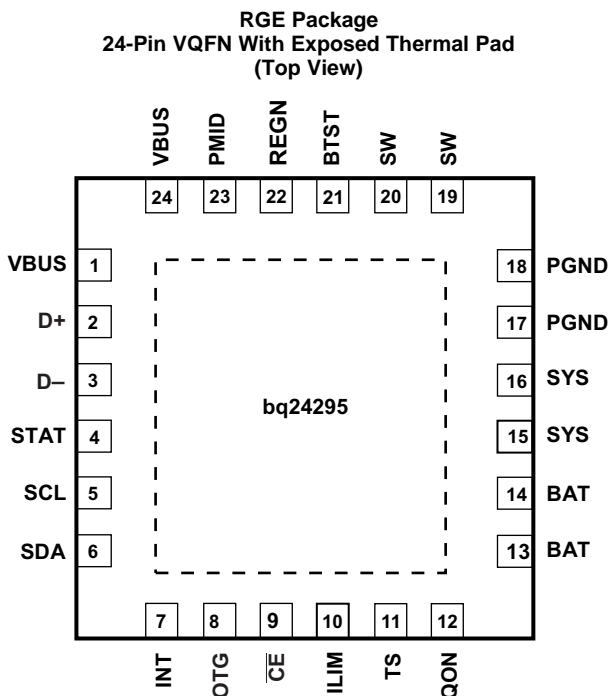 RGE Package
24-Pin VQFN With Exposed Thermal Pad
(Top View)
VBUS
PMID
REGN
BTST
SW
SW
24
23
22
21
20
19
VBUS 1
D+ 2
D– 3
STAT 4
SCL 5
SDA 6
bq24295
18 PGND
17 PGND
16 SYS
15 SYS
14 BAT
13 BAT
7
8
9
10
11
12
INT
OTG
C̅E̅
ILIM
TS
QON